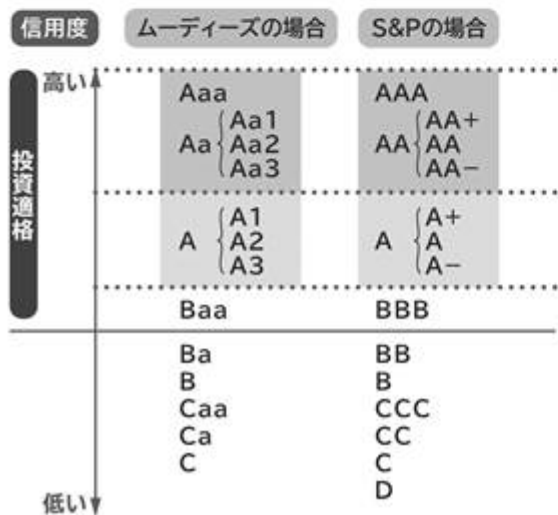 信用度 ムーディーズの場合 S&Pの場合
高い
投資適格
Aaa AAA
Aa1 AA+
Aa Aa2 AA AA
Aa3 AA−
A1 A+
A A2 A A
A3 A−
Baa BBB
Ba BB
B B
Caa CCC
Ca CC
C C
D
低い